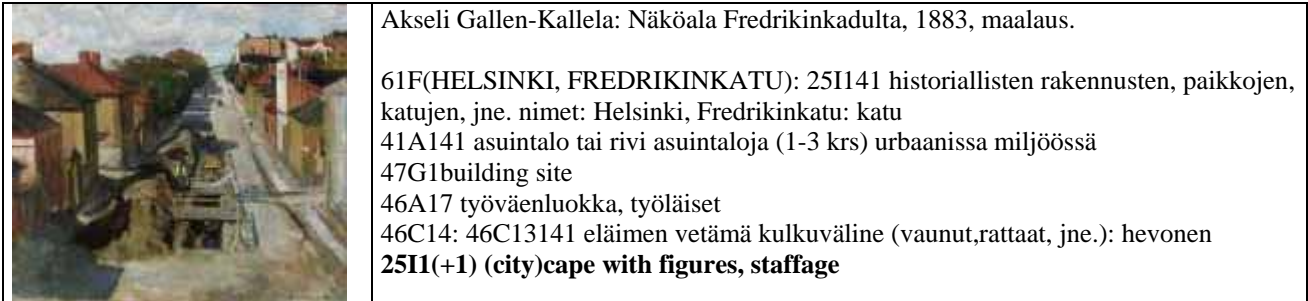 Akseli Gallen-Kallela: Näköala Fredrikinkadulta, 1883, maalaus.
61F(HELSINKI, FREDRIKINKATU): 25I141 historiallisten rakennusten, paikkojen,
katujen, jne. nimet: Helsinki, Fredrikinkatu: katu
41A141 asuintalo tai rivi asuintaloja (1-3 krs) urbaanissa miljöössä
47G1building site
46A17 työväenluokka, työläiset
46C14: 46C13141 eläimen vetämä kulkuväline (vaunut,rattaat, jne.): hevonen
25I1(+1) (city)cape with figures, staffage